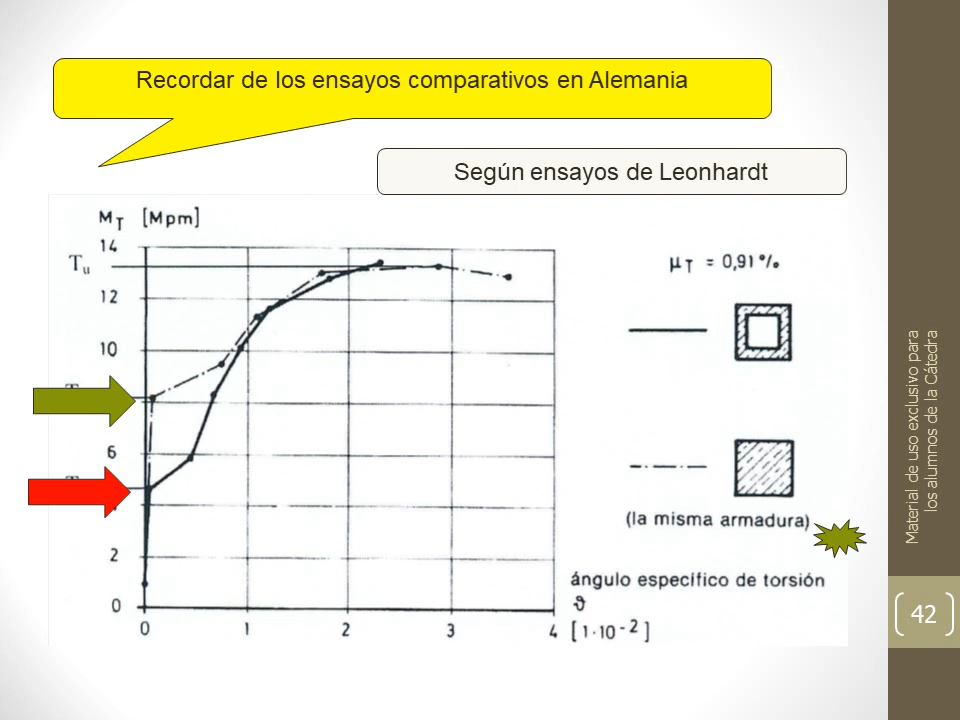 Recordar de los ensayos comparativos en Alemania
Según ensayos de Leonhardt
M_T [Mpm]
14
T_u
12
10
6
2
0
0 1 2 3 4
μ_T = 0,91 %
(la misma armadura)
ángulo específico de torsión
ϑ
[1·10⁻²]
Material de uso exclusivo para
los alumnos de la Cátedra
42